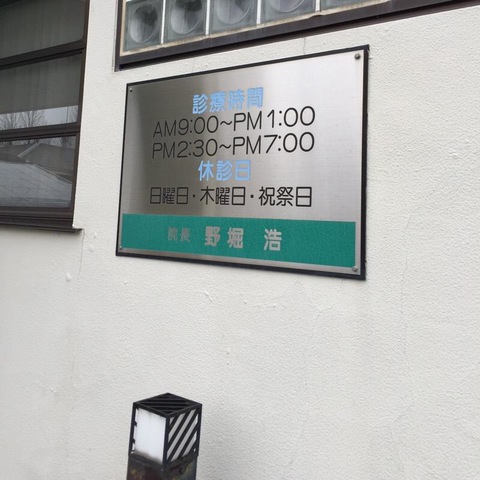 診療時間
AM9:00～PM1:00
PM2:30～PM7:00
休診日
日曜日・木曜日・祝祭日
院長 野堀 浩